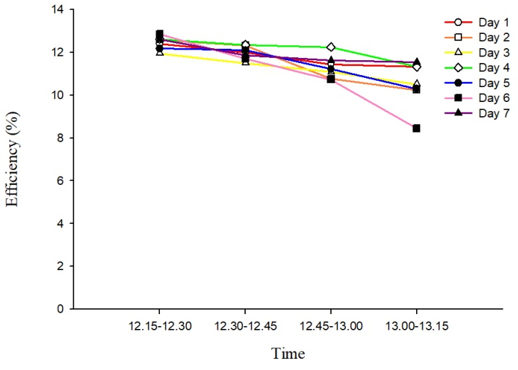 14
12
10
8
6
4
2
0
Efficiency (%)
12.15-12.30 12.30-12.45 12.45-13.00 13.00-13.15
Time
Day 1
Day 2
Day 3
Day 4
Day 5
Day 6
Day 7